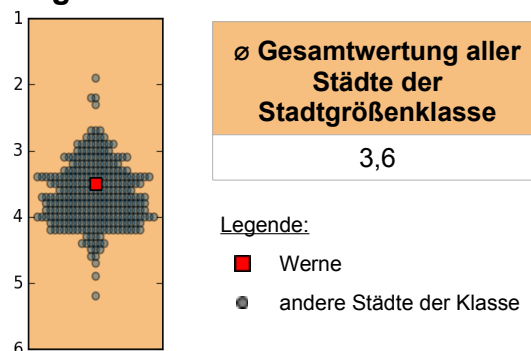 1
2
3
4
5
6
⌀ Gesamtwertung aller
Städte der
Stadtgrößenklasse
3,6
Legende:
Werne
andere Städte der Klasse